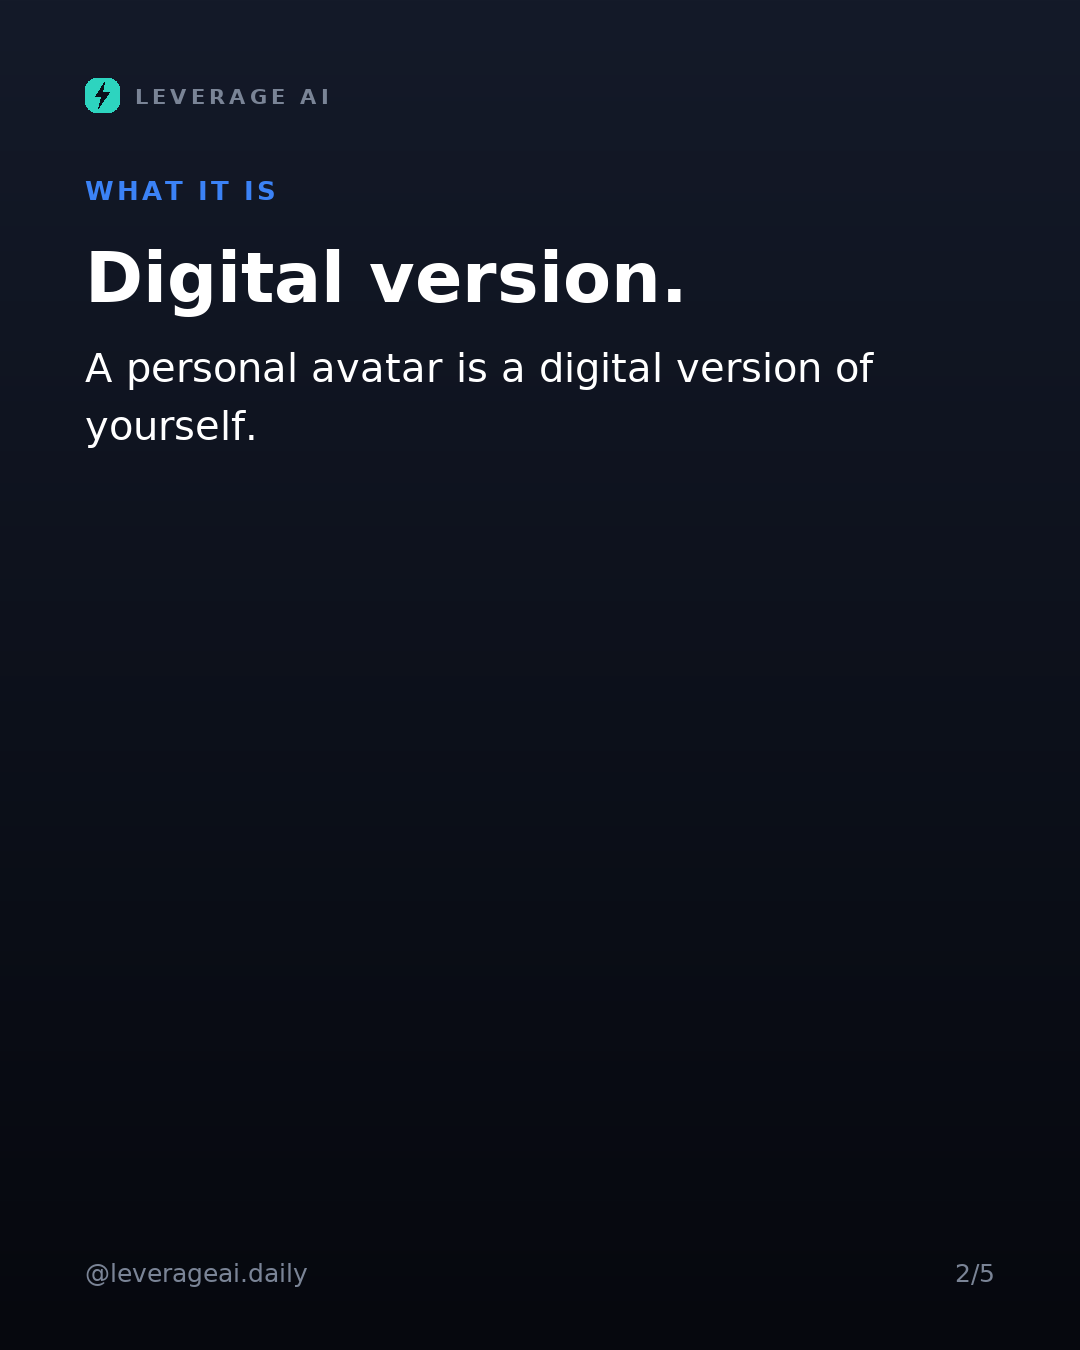 LEVERAGE AI
WHAT IT IS
Digital version.
A personal avatar is a digital version of
yourself.
@leverageai.daily
2/5